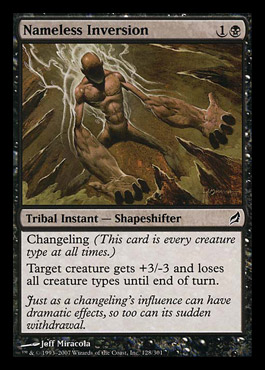 Nameless Inversion 1
Tribal Instant — Shapeshifter
Changeling (This card is every creature
type at all times.)
Target creature gets +3/-3 and loses
all creature types until end of turn.
Just as a changeling's influence can have
dramatic effects, so too can its sudden
withdrawal.
Jeff Miracola
™ & © 1993–2007 Wizards of the Coast, Inc. 128/301